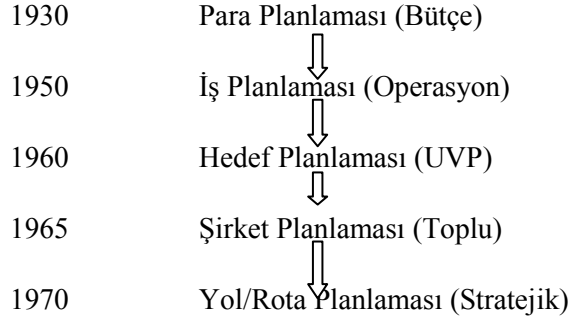 1930 Para Planlaması (Bütçe)
1950 İş Planlaması (Operasyon)
1960 Hedef Planlaması (UVP)
1965 Şirket Planlaması (Toplu)
1970 Yol/Rota Planlaması (Stratejik)